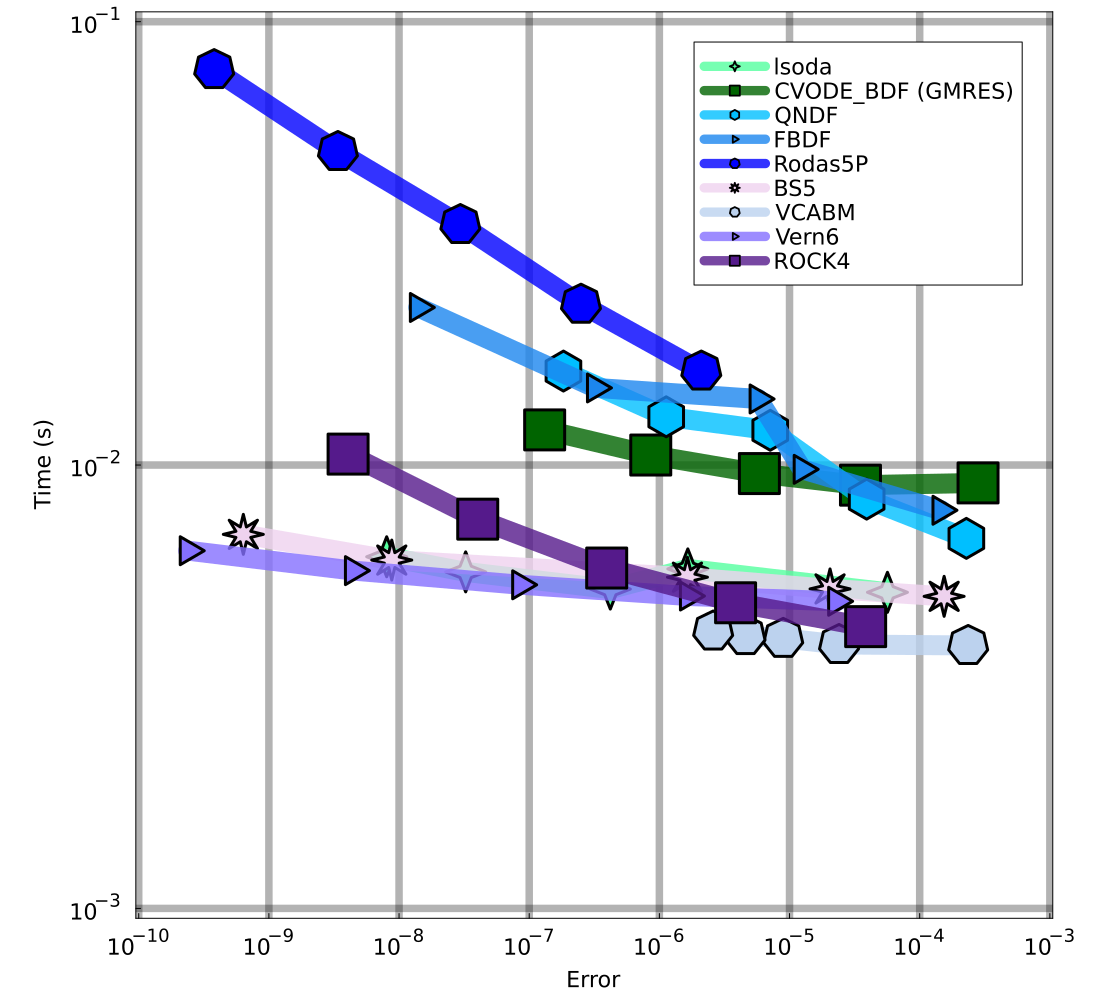 10⁻¹
lsoda
CVODE_BDF (GMRES)
QNDF
FBDF
Rodas5P
BS5
VCABM
Vern6
ROCK4
Time (s)
10⁻²
10⁻³
10⁻¹⁰ 10⁻⁹ 10⁻⁸ 10⁻⁷ 10⁻⁶ 10⁻⁵ 10⁻⁴ 10⁻³
Error